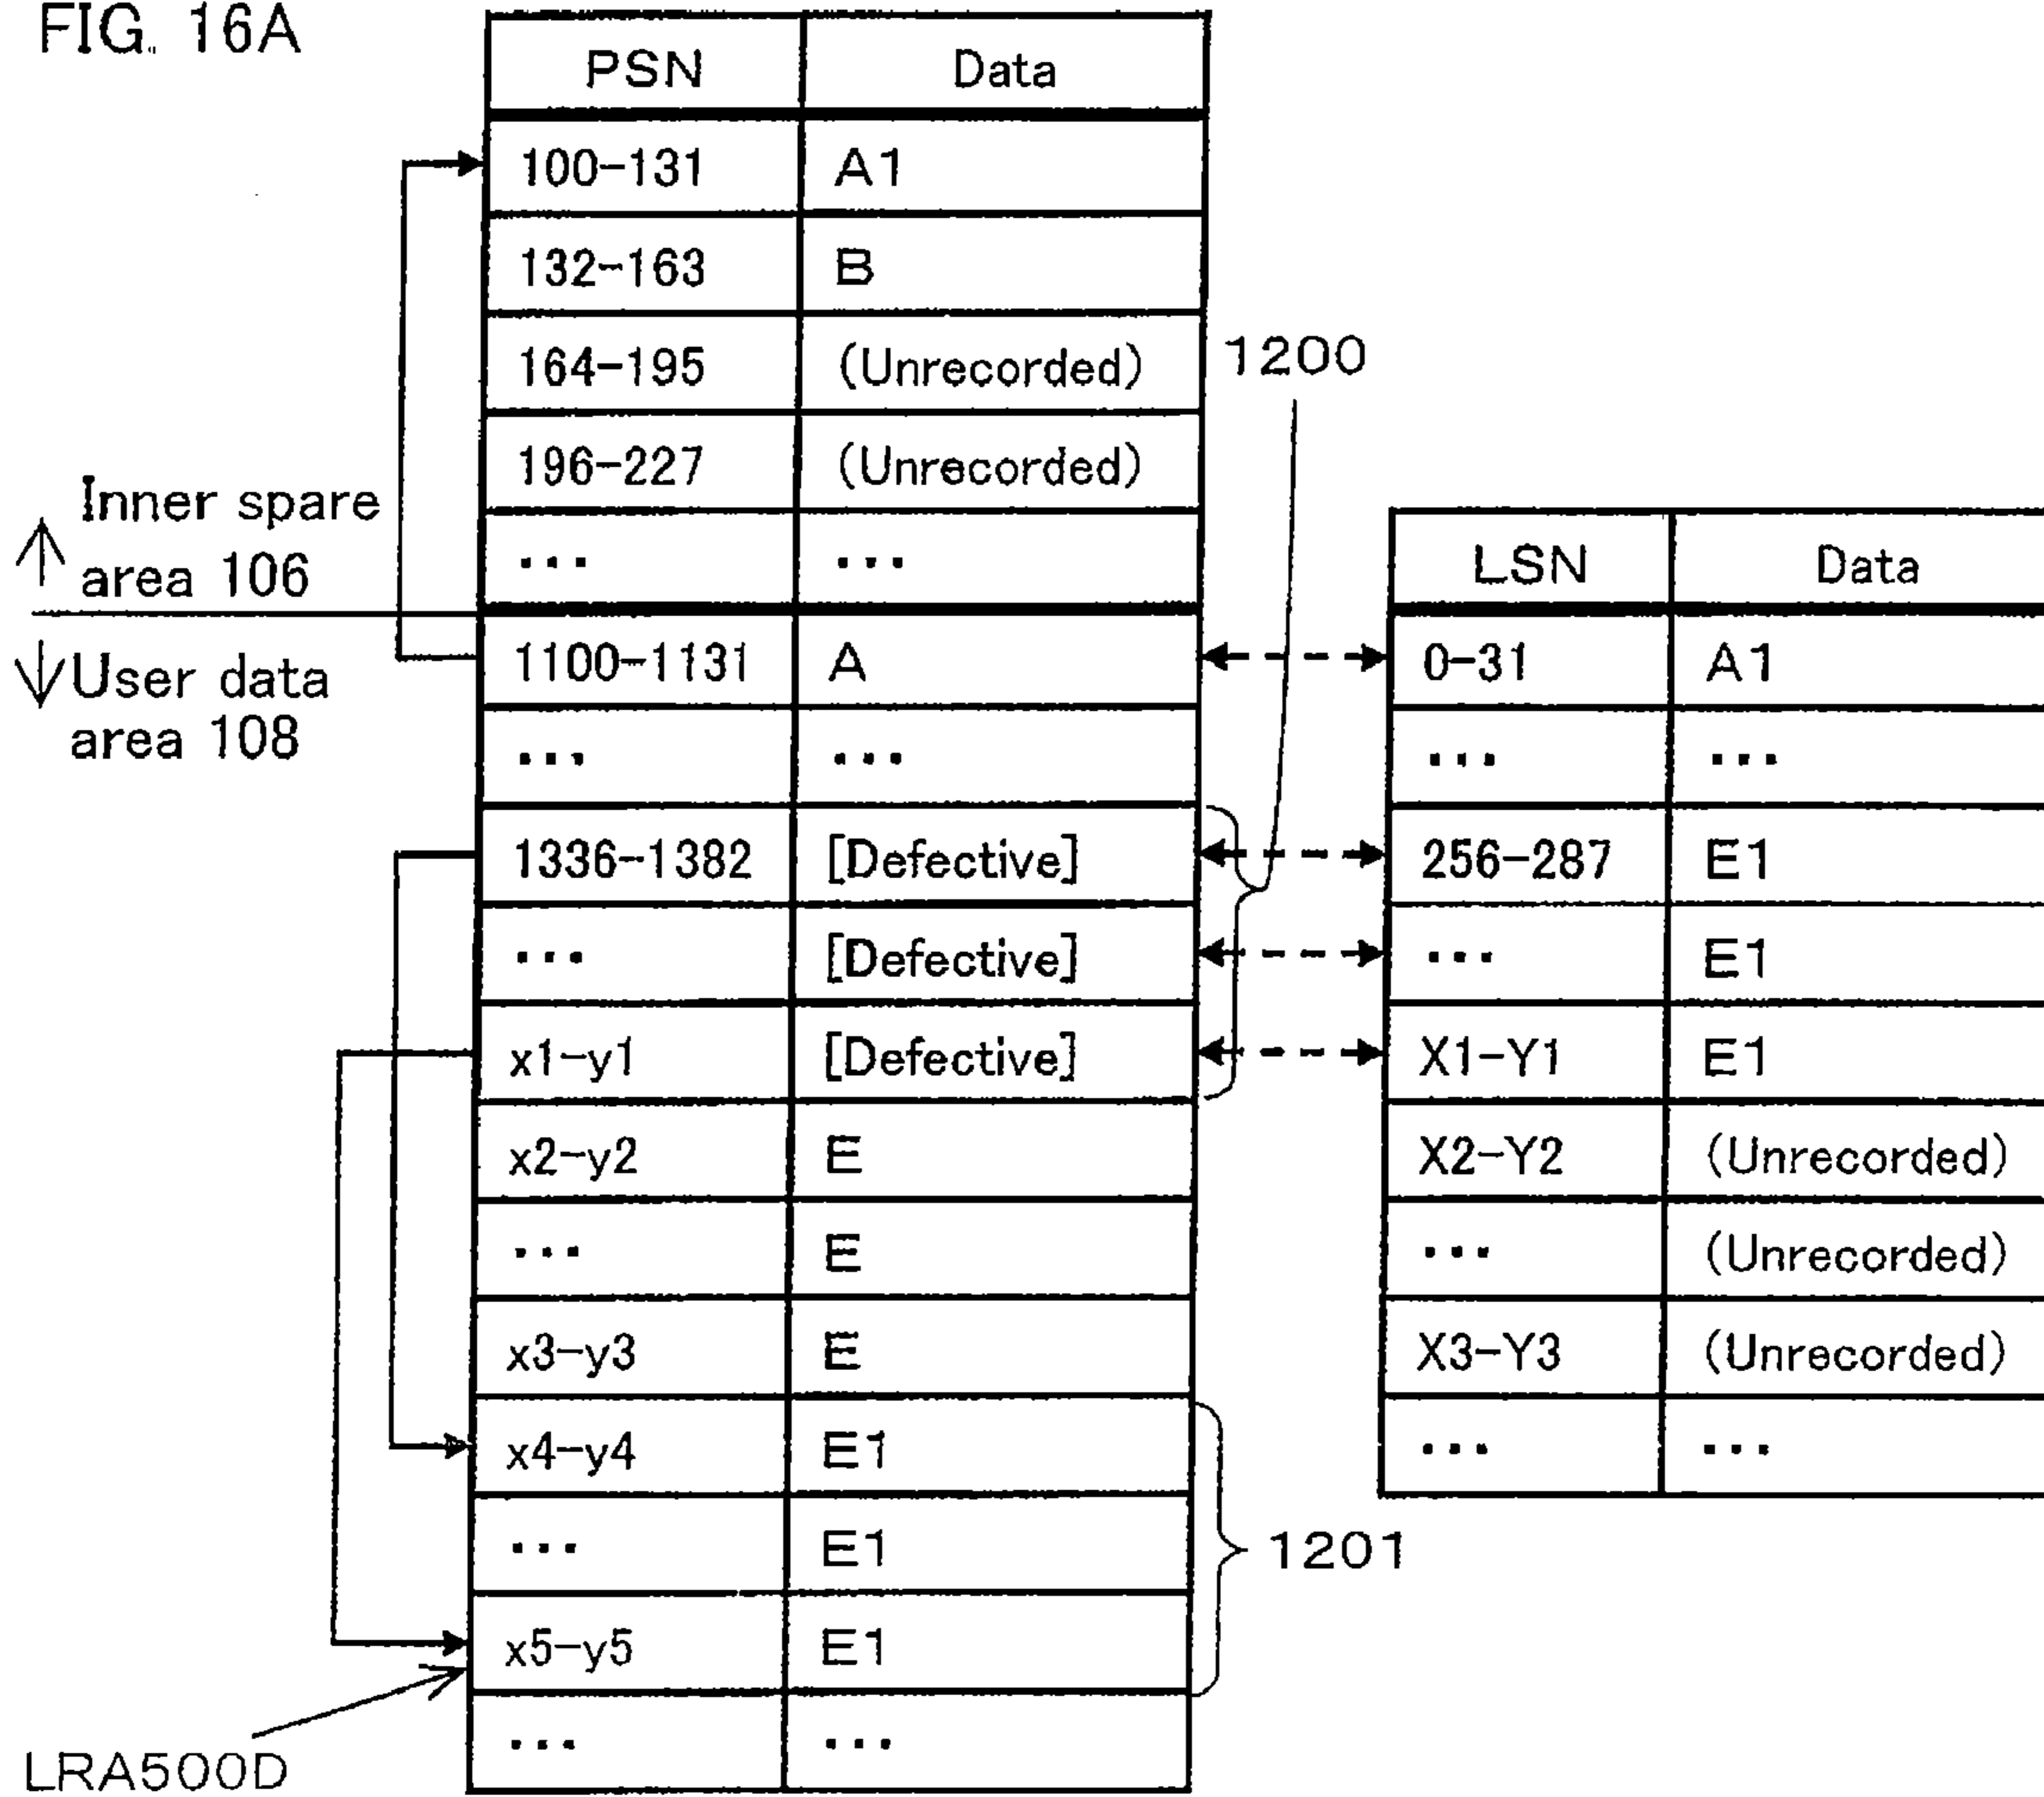 FIG. 16A
PSN Data
100-131 A1
132-163 B
164-195 (Unrecorded)
196-227 (Unrecorded)
... ...
1100-1131 A
... ...
1336-1382 [Defective]
... [Defective]
x1-y1 [Defective]
x2-y2 E
... E
x3-y3 E
x4-y4 E1
... E1
x5-y5 E1
... ...
Inner spare
area 106
User data
area 108
LRA500D
1200
1201
LSN Data
0-31 A1
... ...
256-287 E1
... E1
X1-Y1 E1
X2-Y2 (Unrecorded)
... (Unrecorded)
X3-Y3 (Unrecorded)
... ...